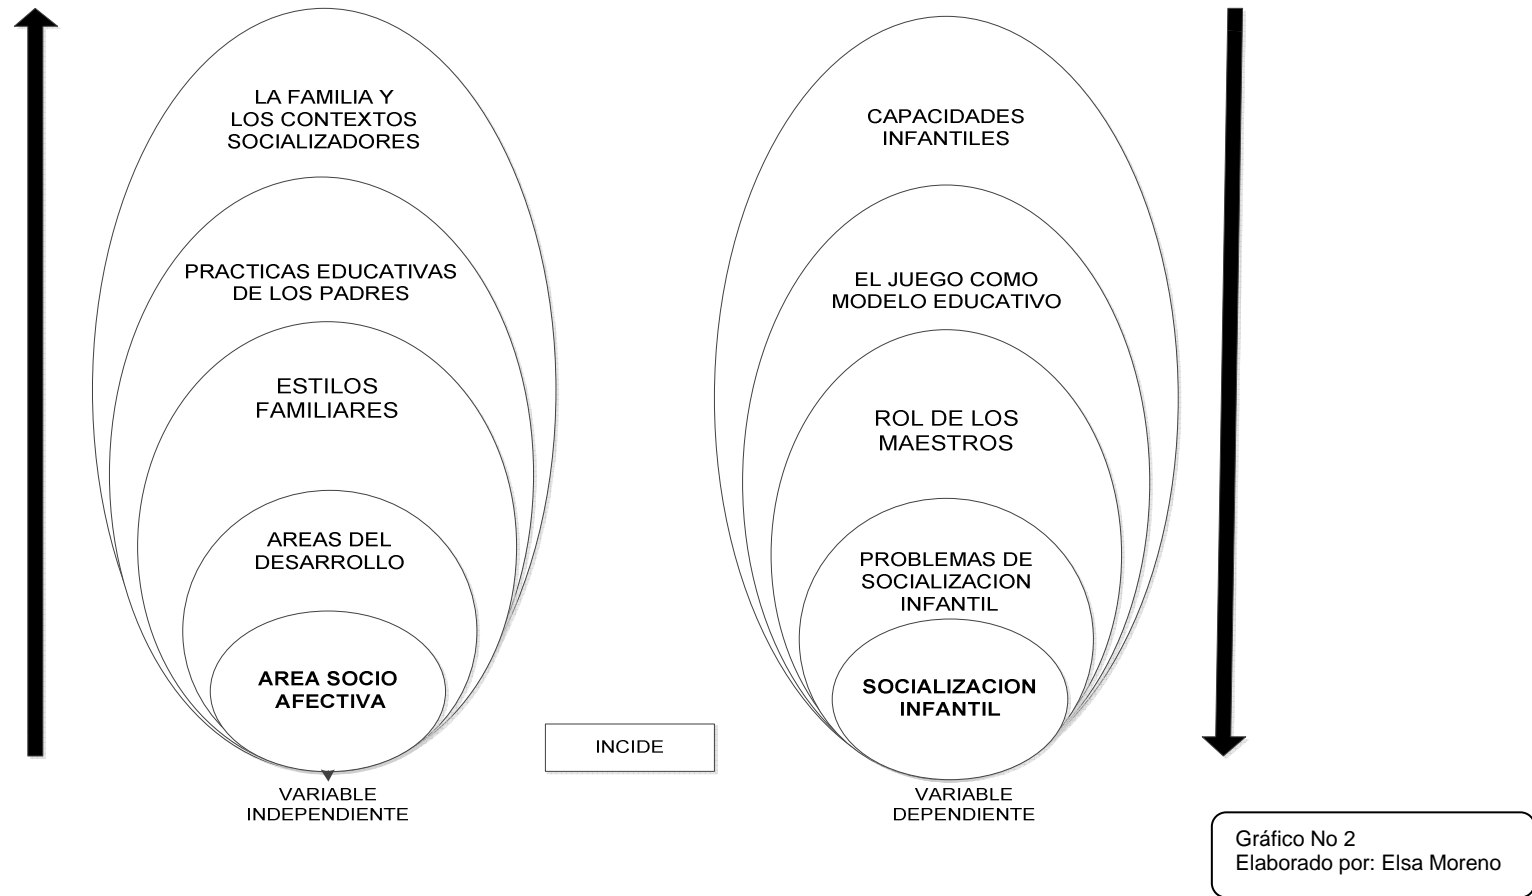 LA FAMILIA Y
LOS CONTEXTOS
SOCIALIZADORES
PRACTICAS EDUCATIVAS
DE LOS PADRES
ESTILOS
FAMILIARES
AREAS DEL
DESARROLLO
AREA SOCIO
AFECTIVA
VARIABLE
INDEPENDIENTE
INCIDE
CAPACIDADES
INFANTILES
EL JUEGO COMO
MODELO EDUCATIVO
ROL DE LOS
MAESTROS
PROBLEMAS DE
SOCIALIZACION
INFANTIL
SOCIALIZACION
INFANTIL
VARIABLE
DEPENDIENTE
Gráfico No 2
Elaborado por: Elsa Moreno